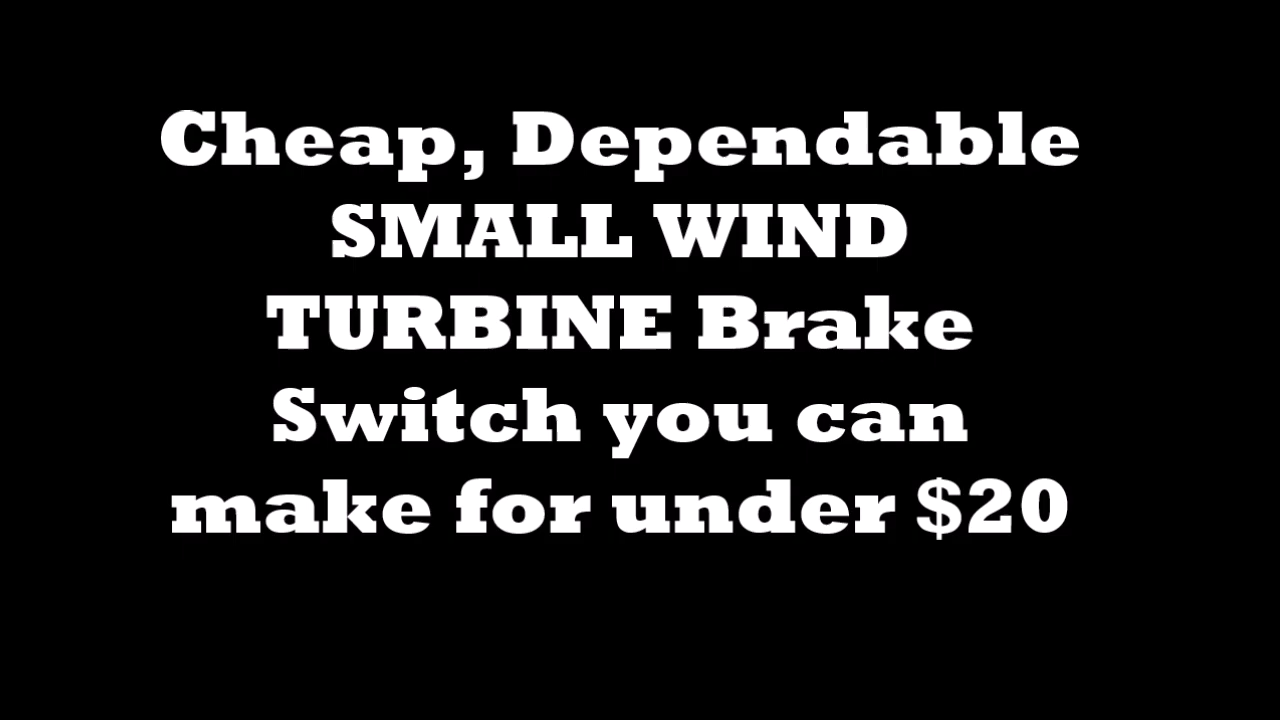 Cheap, Dependable
SMALL WIND
TURBINE Brake
Switch you can
make for under $20